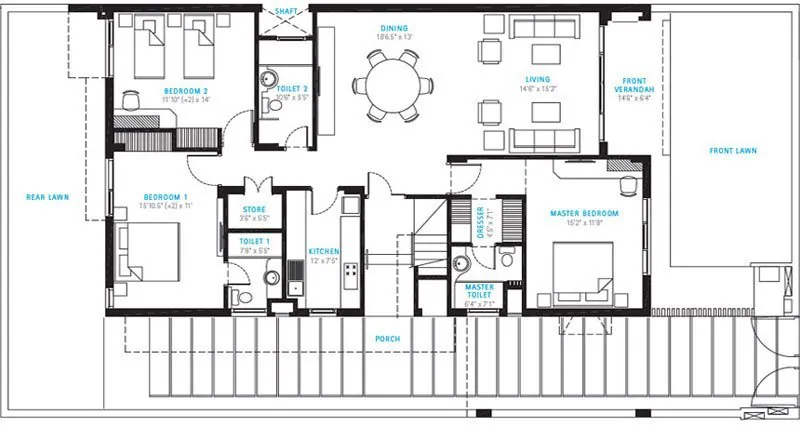 SHAFT
DINING
18'6.5" x 13'
BEDROOM 2
11'10" (+2) x 14'
TOILET 2
10'6" x 5'5"
LIVING
14'6" x 15'2"
FRONT
VERANDAH
14'6" x 6'4"
FRONT LAWN
REAR LAWN
BEDROOM 1
15'10.5" (+2) x 11'
STORE
3'6" x 5'5"
TOILET 1
7'8" x 5'5"
KITCHEN
12' x 7'5"
DRESSER
4'5" x 7'1"
MASTER BEDROOM
15'2" x 11'8"
MASTER
TOILET
6'4" x 7'1"
PORCH